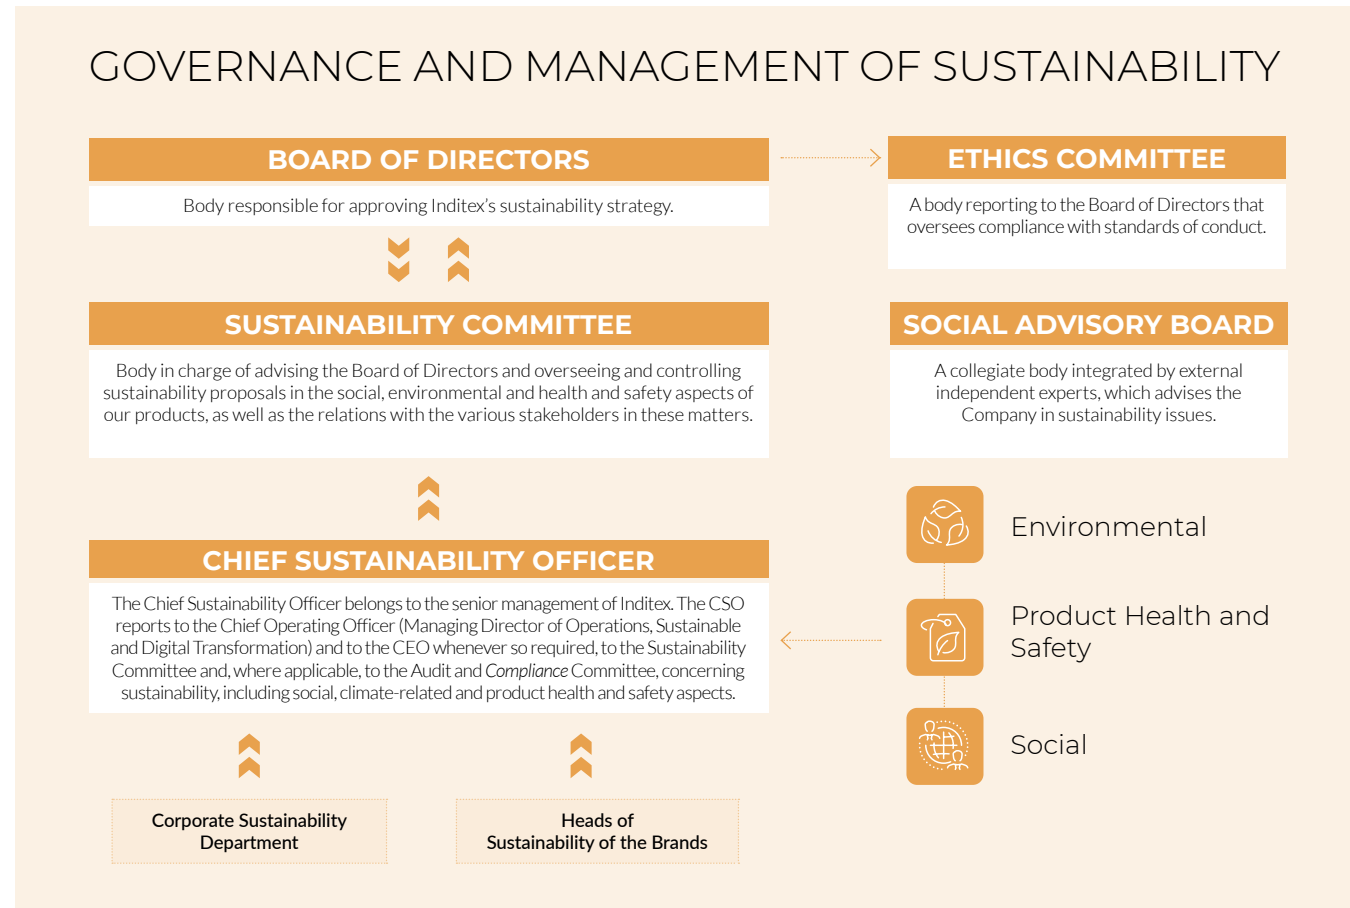 GOVERNANCE AND MANAGEMENT OF SUSTAINABILITY
BOARD OF DIRECTORS
Body responsible for approving Inditex’s sustainability strategy.
ETHICS COMMITTEE
A body reporting to the Board of Directors that
oversees compliance with standards of conduct.
SUSTAINABILITY COMMITTEE
Body in charge of advising the Board of Directors and overseeing and controlling
sustainability proposals in the social, environmental and health and safety aspects of
our products, as well as the relations with the various stakeholders in these matters.
SOCIAL ADVISORY BOARD
A collegiate body integrated by external
independent experts, which advises the
Company in sustainability issues.
CHIEF SUSTAINABILITY OFFICER
The Chief Sustainability Officer belongs to the senior management of Inditex. The CSO
reports to the Chief Operating Officer (Managing Director of Operations, Sustainable
and Digital Transformation) and to the CEO whenever so required, to the Sustainability
Committee and, where applicable, to the Audit and Compliance Committee, concerning
sustainability, including social, climate-related and product health and safety aspects.
Environmental
Product Health and
Safety
Social
Corporate Sustainability
Department
Heads of
Sustainability of the Brands